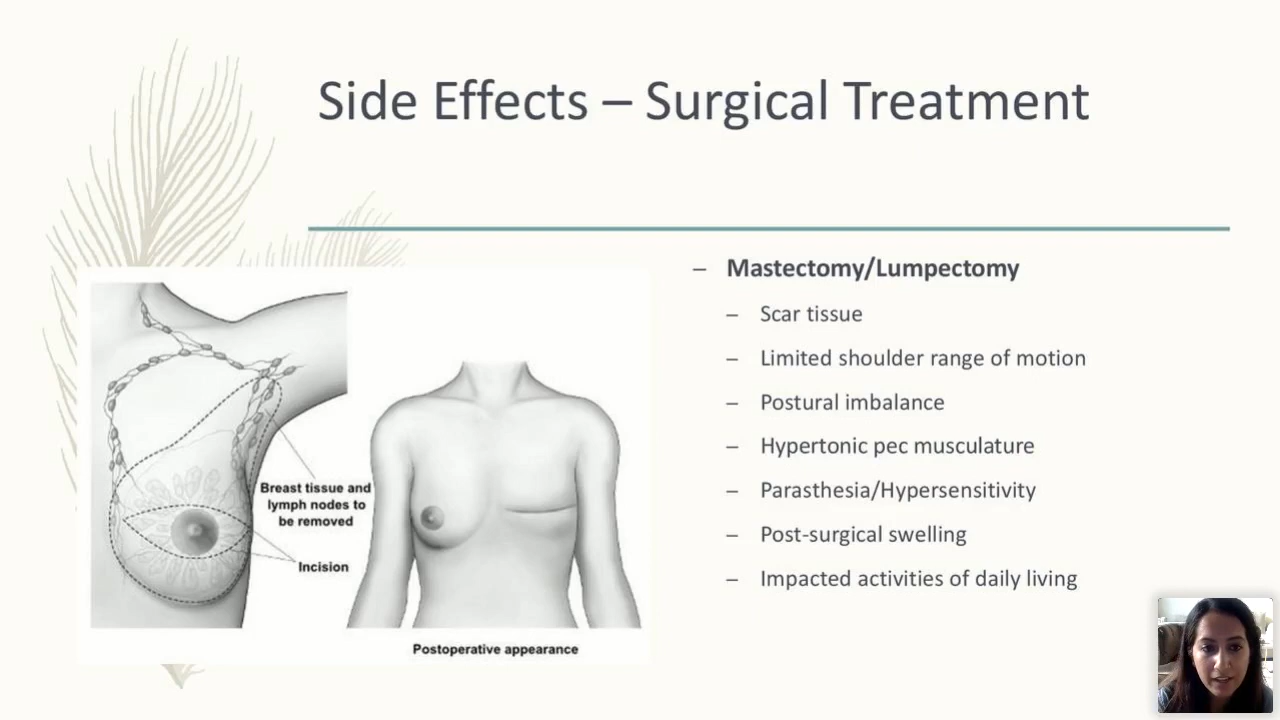 Side Effects – Surgical Treatment
– Mastectomy/Lumpectomy
– Scar tissue
– Limited shoulder range of motion
– Postural imbalance
– Hypertonic pec musculature
– Parasthesia/Hypersensitivity
– Post-surgical swelling
– Impacted activities of daily living
Breast tissue and
lymph nodes to
be removed
Incision
Postoperative appearance